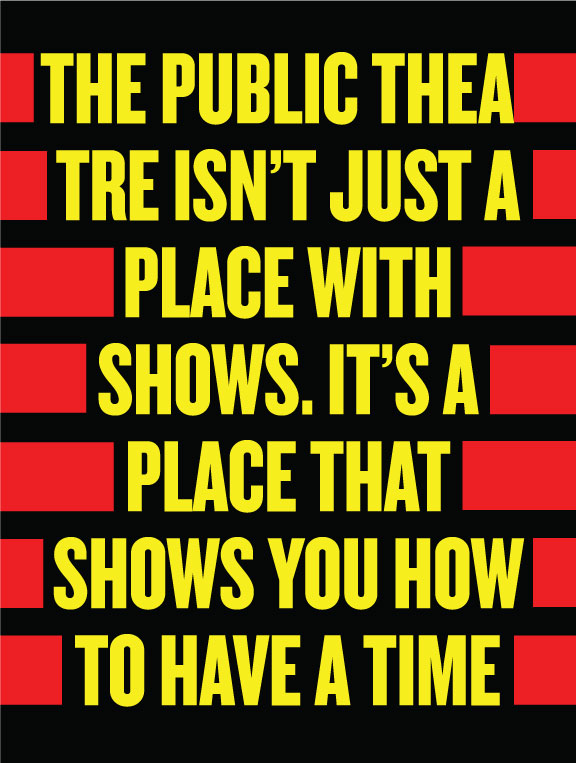 THE PUBLIC THEA
TRE ISN'T JUST A
PLACE WITH
SHOWS. IT'S A
PLACE THAT
SHOWS YOU HOW
TO HAVE A TIME